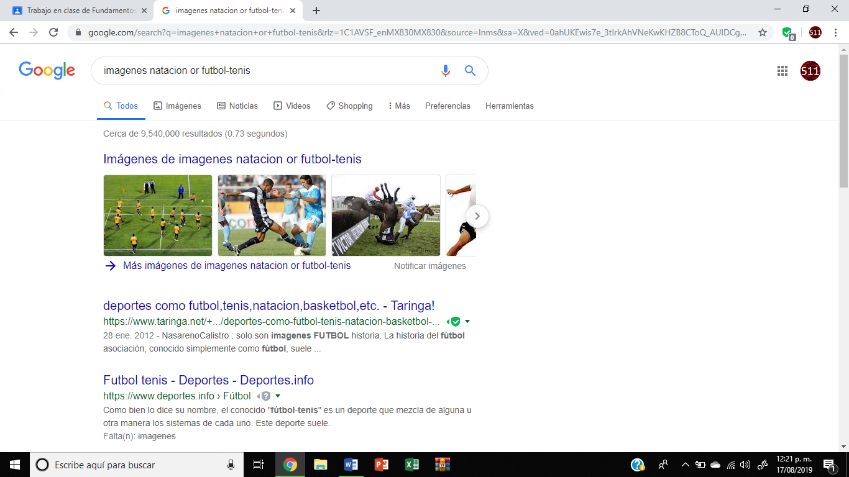 Trabajo en clase de Fundamentos
imagenes natacion or futbol-ten
google.com/search?q=imagenes+natacion+or+futbol-tenis&rlz=1C1AVSF_enMX830MX830&source=lnms&sa=X&ved=0ahUKEwis7e_3tIrkAhVNeKwKHZB8CToQ_AUIDCg...
Google
imagenes natacion or futbol-tenis
511
Todos Imágenes Noticias Videos Shopping Más Preferencias Herramientas
Cerca de 9,540,000 resultados (0.73 segundos)
Imágenes de imagenes natacion or futbol-tenis
Más imágenes de imagenes natacion or futbol-tenis Notificar imágenes
deportes como futbol,tenis,natacion,basketbol,etc. - Taringa!
https://www.taringa.net/+.../deportes-como-futbol-tenis-natacion-basketbol-...
28 ene. 2012 - NasarenoCalistro : solo son imagenes FUTBOL historia: La historia del fútbol
asociación, conocido simplemente como fútbol, suele ...
Futbol tenis - Deportes - Deportes.info
https://www.deportes.info › Fútbol
Como bien lo dice su nombre, el conocido "fútbol-tenis" es un deporte que mezcla de alguna u
otra manera los sistemas de cada uno. Este deporte suele.
Falta(n): imagenes
Escribe aquí para buscar
12:21 p. m.
17/08/2019